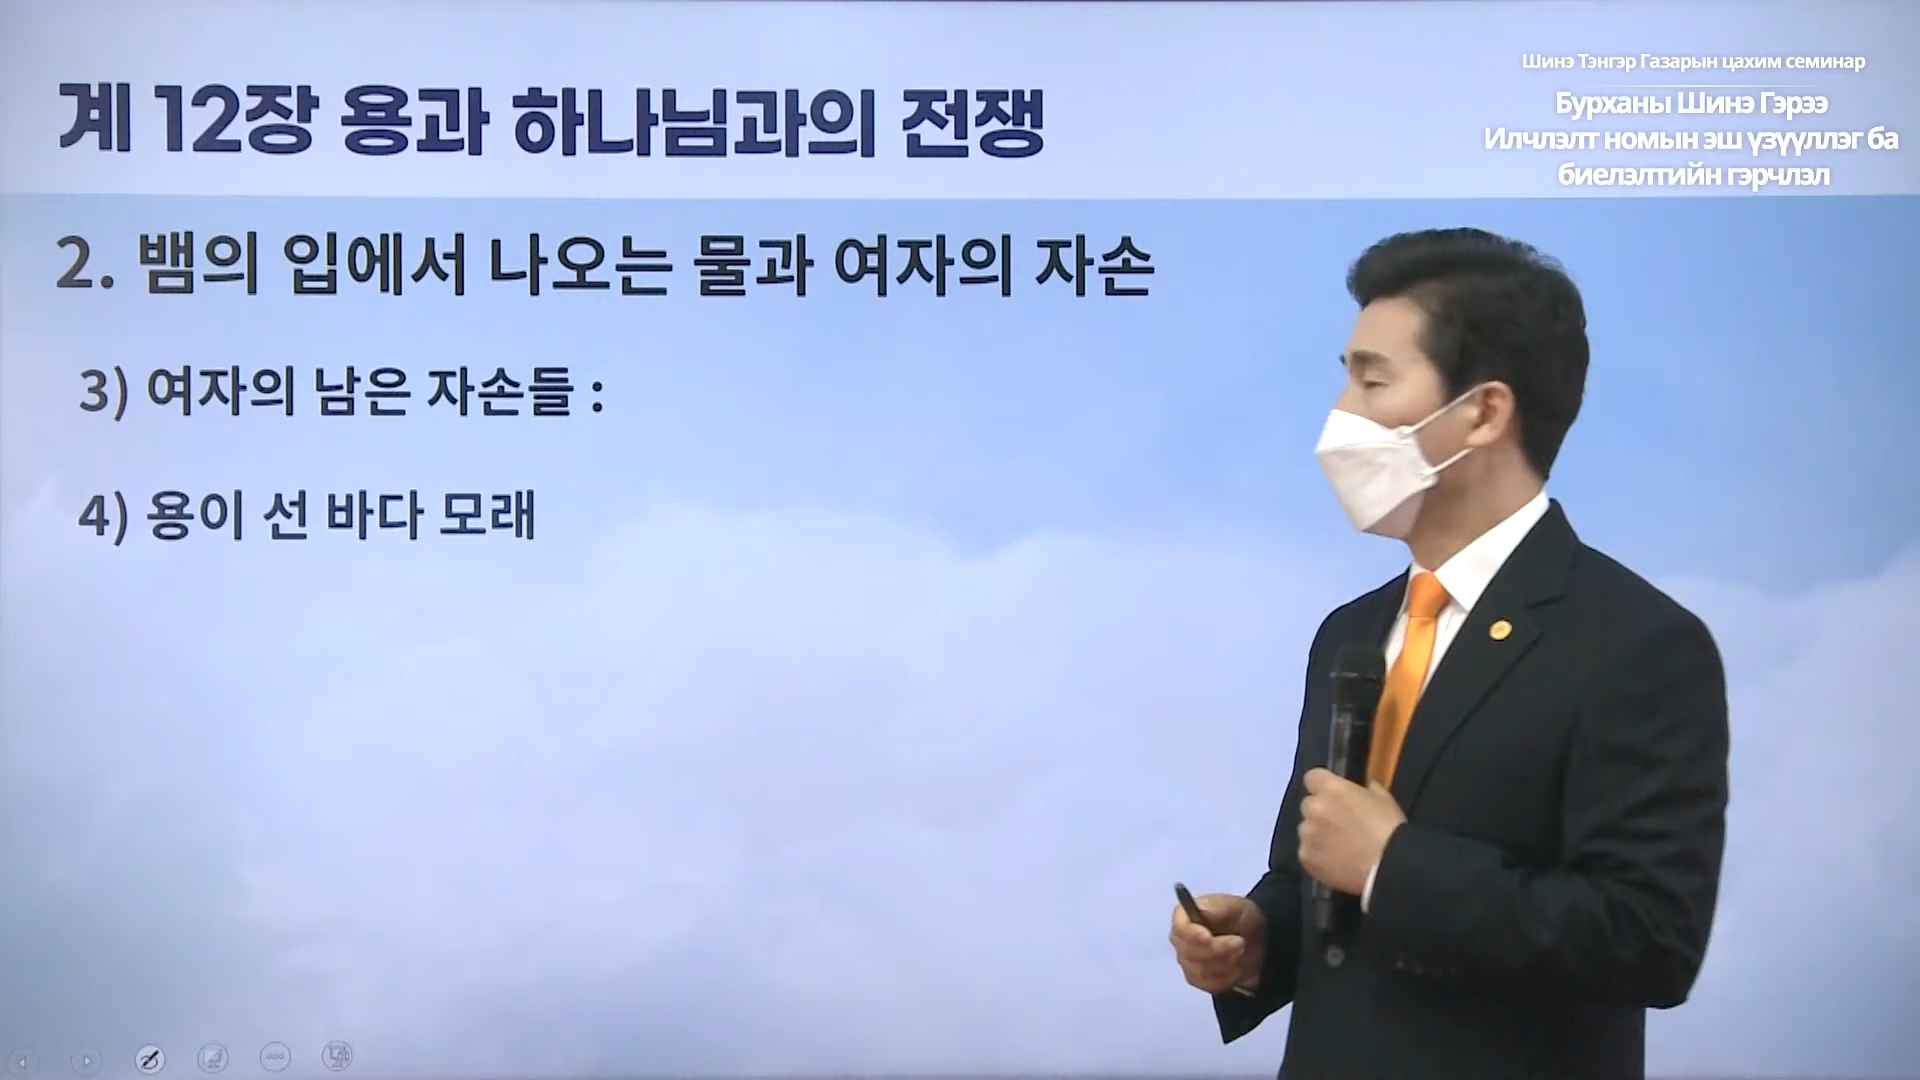 계 12장 용과 하나님과의 전쟁
Шинэ Тэнгэр Газарын цахим семинар
Бурханы Шинэ Гэрээ
Илчлэлт номын эш үзүүллэг ба
биелэлтийн гэрчлэл
2. 뱀의 입에서 나오는 물과 여자의 자손
3) 여자의 남은 자손들 :
4) 용이 선 바다 모래